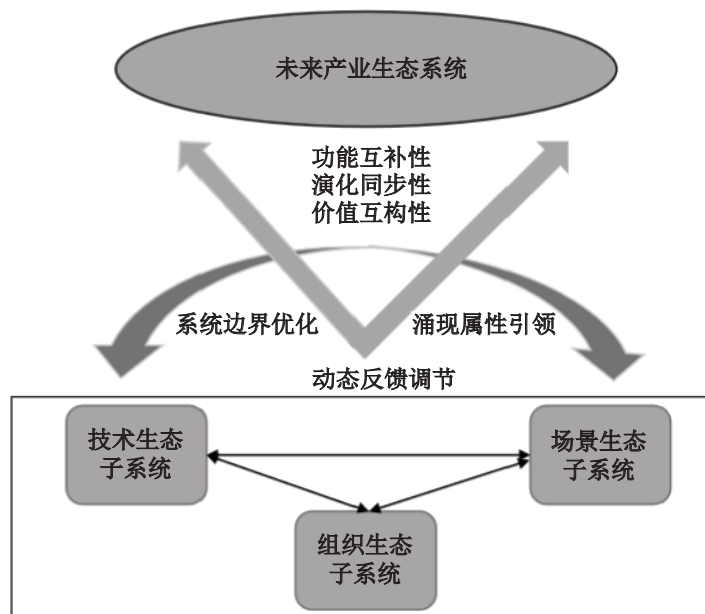 未来产业生态系统
功能互补性
演化同步性
价值互构性
系统边界优化
涌现属性引领
动态反馈调节
技术生态
子系统
场景生态
子系统
组织生态
子系统